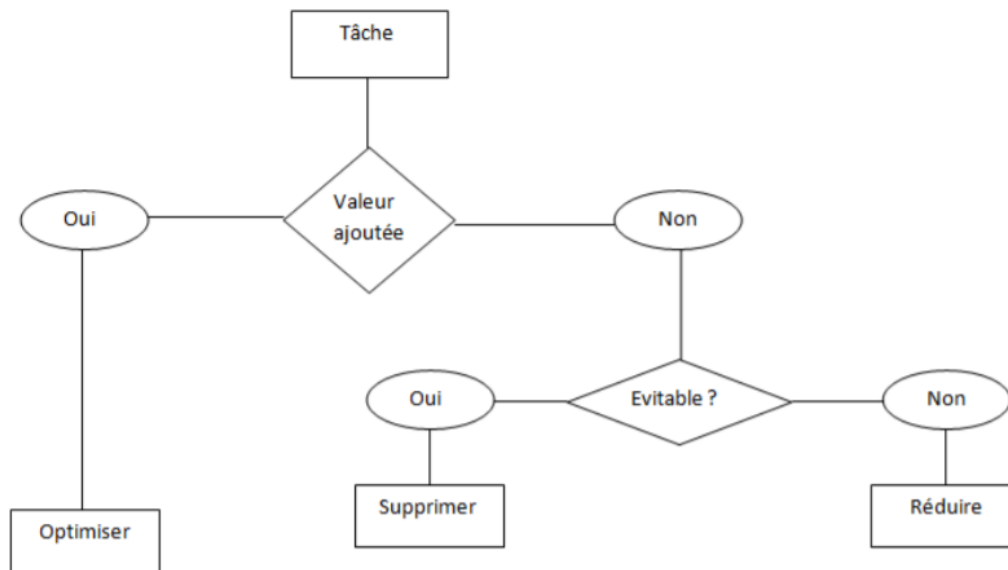 Tâche
Valeur
ajoutée
Oui
Non
Oui
Evitable ?
Non
Supprimer
Réduire
Optimiser